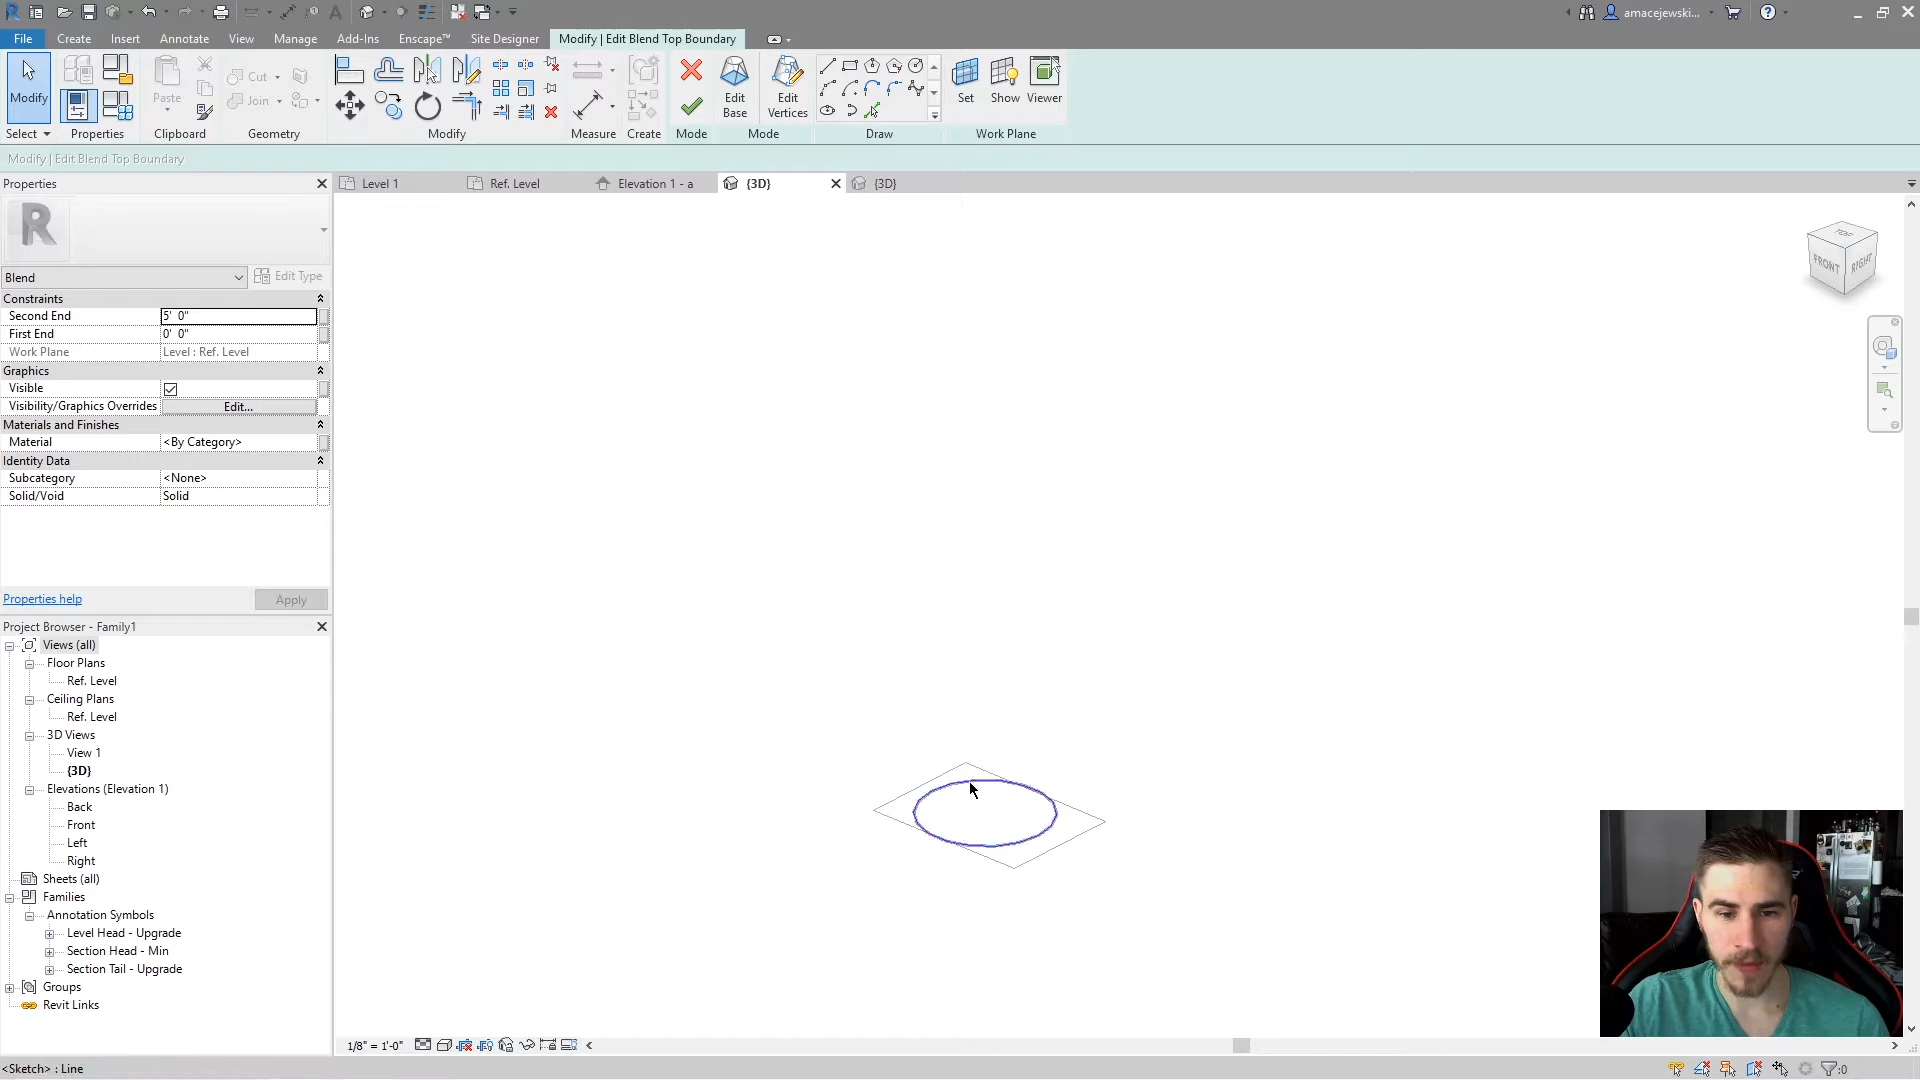 amacejewski...
File Create Insert Annotate View Manage Add-Ins Enscape™ Site Designer Modify | Edit Blend Top Boundary
Modify
Paste
Cut
Join
Edit Base
Edit Vertices
Set Show Viewer
Select Properties Clipboard Geometry Modify Measure Create Mode Mode Draw Work Plane
Modify | Edit Blend Top Boundary
Properties
Level 1 Ref. Level Elevation 1 - a {3D} {3D}
R
TOP
FRONT RIGHT
Blend Edit Type
Constraints
Second End 5' 0"
First End 0' 0"
Work Plane Level : Ref. Level
Graphics
Visible
Visibility/Graphics Overrides Edit...
Materials and Finishes
Material <By Category>
Identity Data
Subcategory <None>
Solid/Void Solid
Properties help Apply
Project Browser - Family1
Views (all)
Floor Plans
Ref. Level
Ceiling Plans
Ref. Level
3D Views
View 1
{3D}
Elevations (Elevation 1)
Back
Front
Left
Right
Sheets (all)
Families
Annotation Symbols
Level Head - Upgrade
Section Head - Min
Section Tail - Upgrade
Groups
Revit Links
1/8" = 1'-0"
<Sketch> : Line
:0